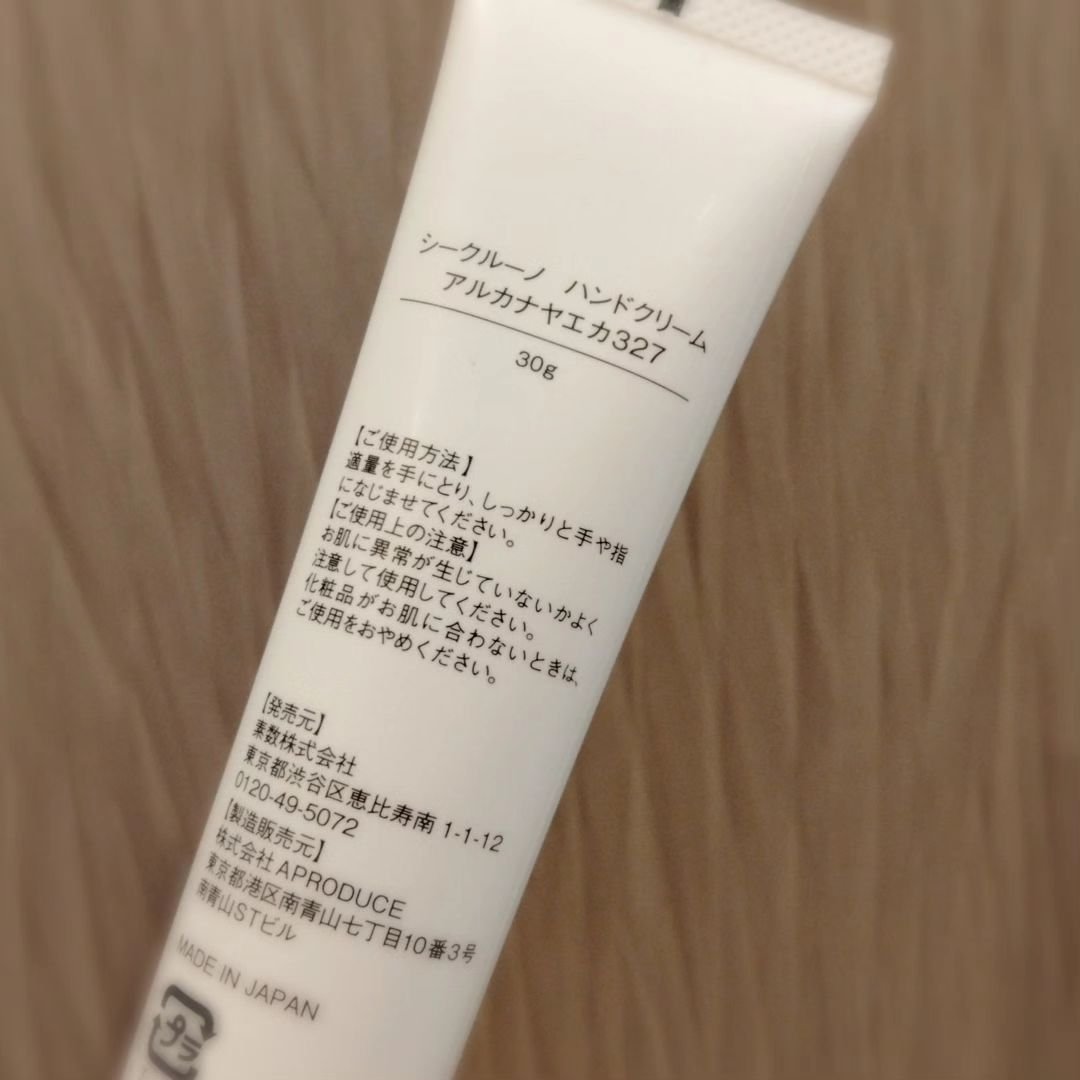 シークルーノ　ハンドクリーム
アルカナヤエカ327
30g
【ご使用方法】
適量を手にとり、しっかりと手や指
になじませてください。
【ご使用上の注意】
お肌に異常が生じていないかよく
注意して使用してください。
化粧品がお肌に合わないときは、
ご使用をおやめください。
【発売元】
素数株式会社
東京都渋谷区恵比寿南 1-1-12
0120-49-5072
【製造販売元】
株式会社 APRODUCE
東京都港区南青山七丁目10番3号
南青山STビル
MADE IN JAPAN
プラ